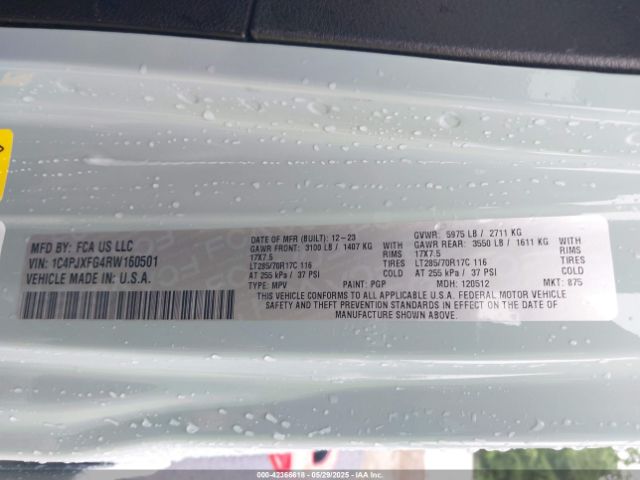 MFD BY: FCA US LLC
VIN: 1C4PJXFG4RW160501
VEHICLE MADE IN: U.S.A.
DATE OF MFR (BUILT): 12-23
GVWR: 5975 LB / 2711 KG
GAWR FRONT: 3100 LB / 1407 KG WITH GAWR REAR: 3550 LB / 1611 KG WITH
17X7.5 RIMS 17X7.5 RIMS
LT285/70R17C 116 TIRES LT285/70R17C 116 TIRES
AT 255 kPa / 37 PSI AT 255 kPa / 37 PSI
TYPE: MPV PAINT: PGP MDH: 120512 MKT: 875
THIS VEHICLE CONFORMS TO ALL APPLICABLE U.S.A. FEDERAL MOTOR VEHICLE
SAFETY AND THEFT PREVENTION STANDARDS IN EFFECT ON THE DATE OF
MANUFACTURE SHOWN ABOVE.
000-42366618 - 05/29/2025 - IAAI.COM